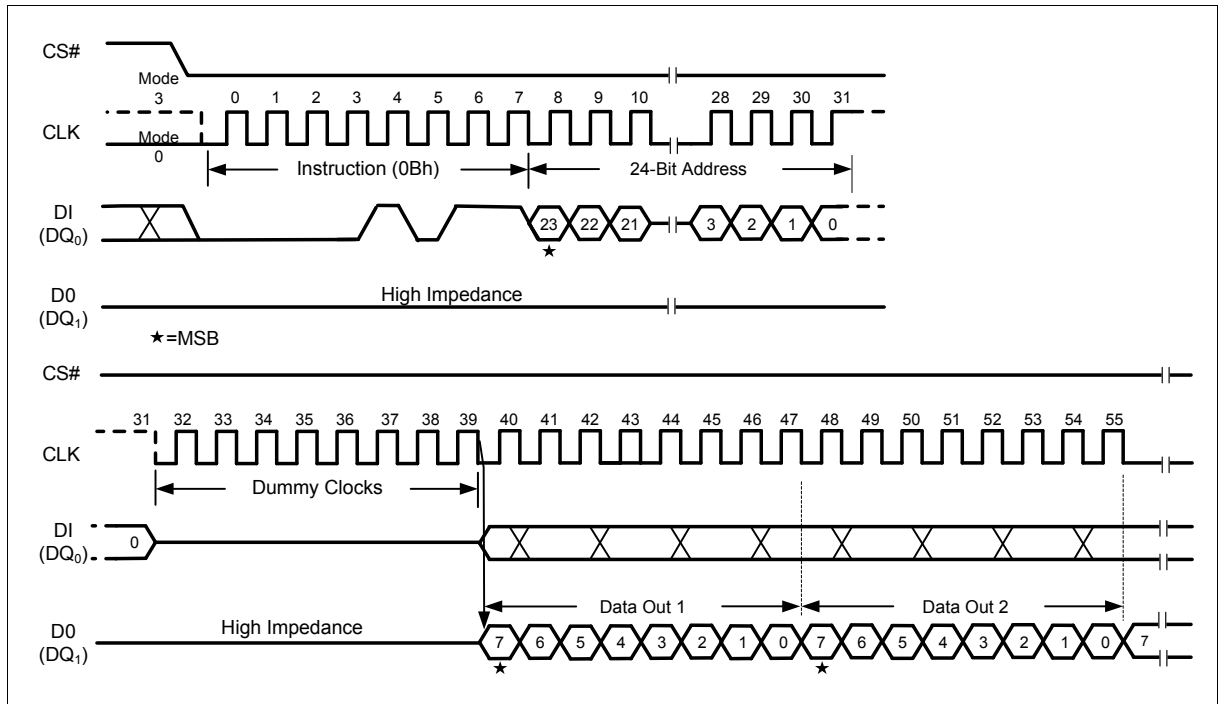 CS#
Mode
3 0 1 2 3 4 5 6 7 8 9 10 28 29 30 31
CLK
Mode
0
Instruction (0Bh) 24-Bit Address
DI
(DQ0) 23 22 21 3 2 1 0
★
D0
(DQ1) High Impedance
★=MSB
CS#
31 32 33 34 35 36 37 38 39 40 41 42 43 44 45 46 47 48 49 50 51 52 53 54 55
CLK
Dummy Clocks
DI
(DQ0) 0
Data Out 1 Data Out 2
D0
(DQ1) High Impedance 7 6 5 4 3 2 1 0 7 6 5 4 3 2 1 0 7
★ ★